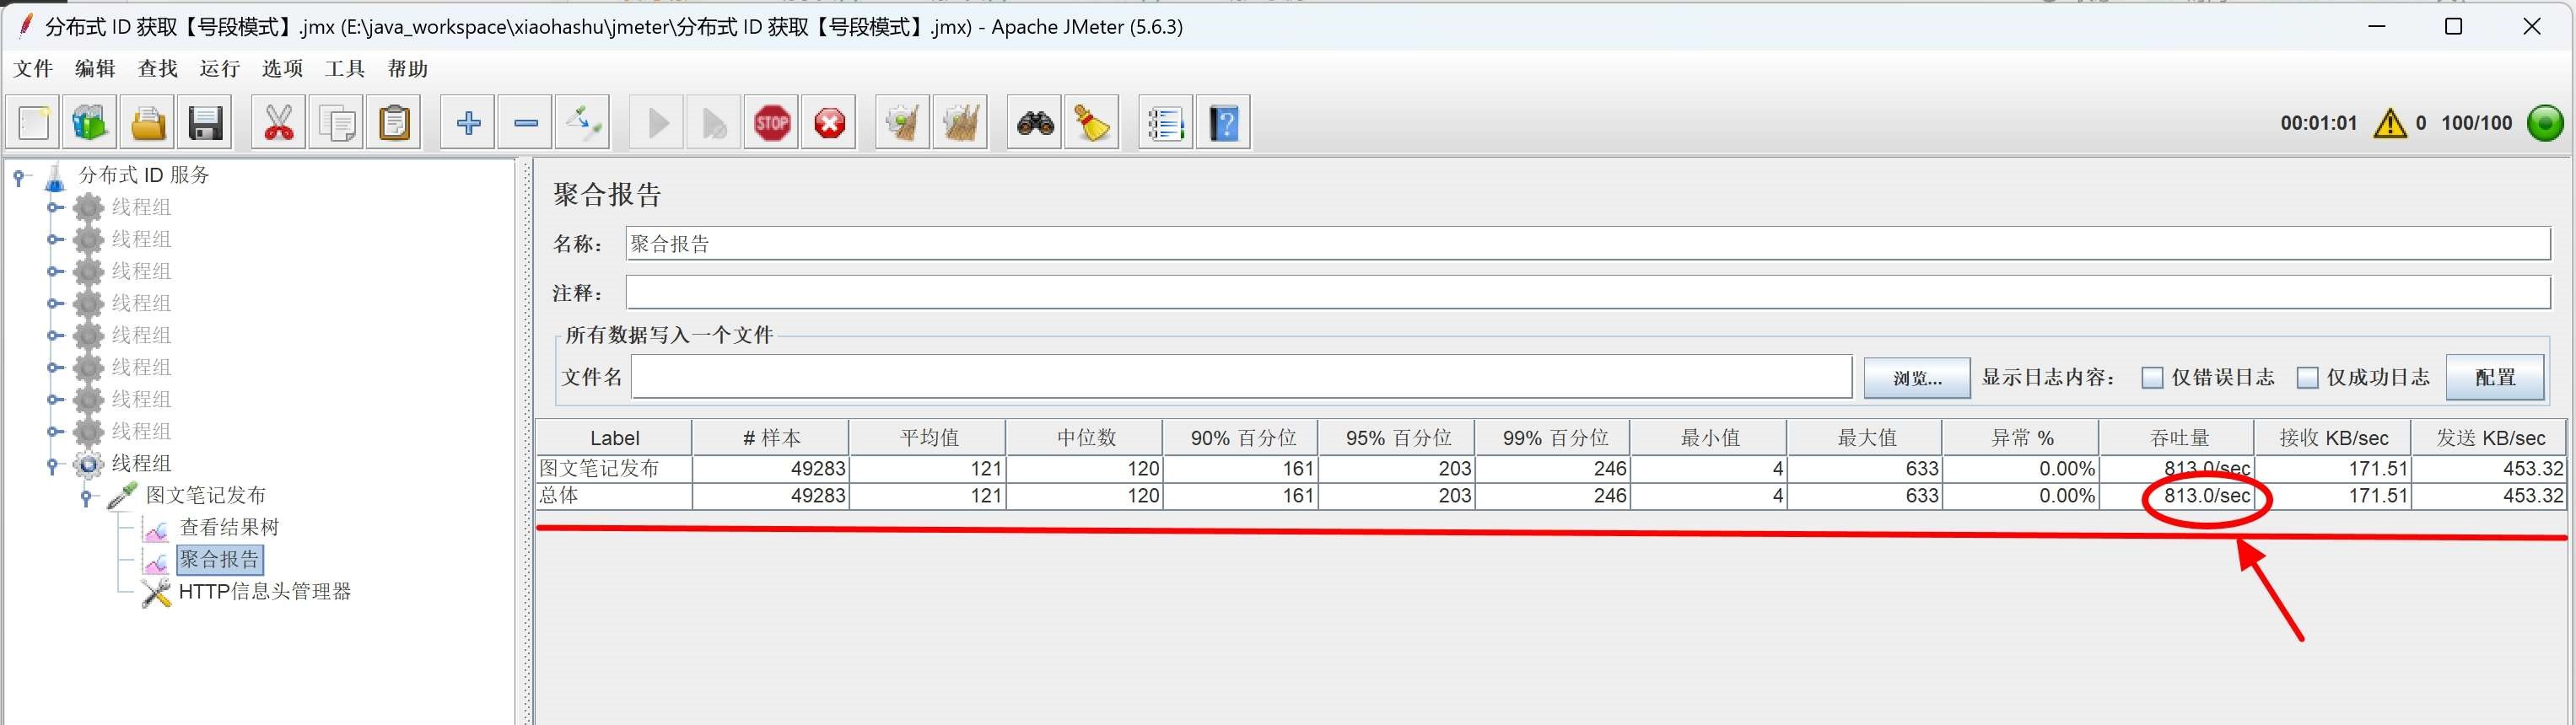 分布式 ID 获取【号段模式】.jmx (E:\java_workspace\xiaohashu\jmeter\分布式 ID 获取【号段模式】.jmx) - Apache JMeter (5.6.3)
文件 编辑 查找 运行 选项 工具 帮助
STOP
00:01:01 0 100/100
分布式 ID 服务
线程组
线程组
线程组
线程组
线程组
线程组
线程组
线程组
线程组
图文笔记发布
查看结果树
聚合报告
HTTP信息头管理器
聚合报告
名称： 聚合报告
注释：
所有数据写入一个文件
文件名 浏览... 显示日志内容： 仅错误日志 仅成功日志 配置
Label # 样本 平均值 中位数 90% 百分位 95% 百分位 99% 百分位 最小值 最大值 异常 % 吞吐量 接收 KB/sec 发送 KB/sec
图文笔记发布 49283 121 120 161 203 246 4 633 0.00% 813.0/sec 171.51 453.32
总体 49283 121 120 161 203 246 4 633 0.00% 813.0/sec 171.51 453.32